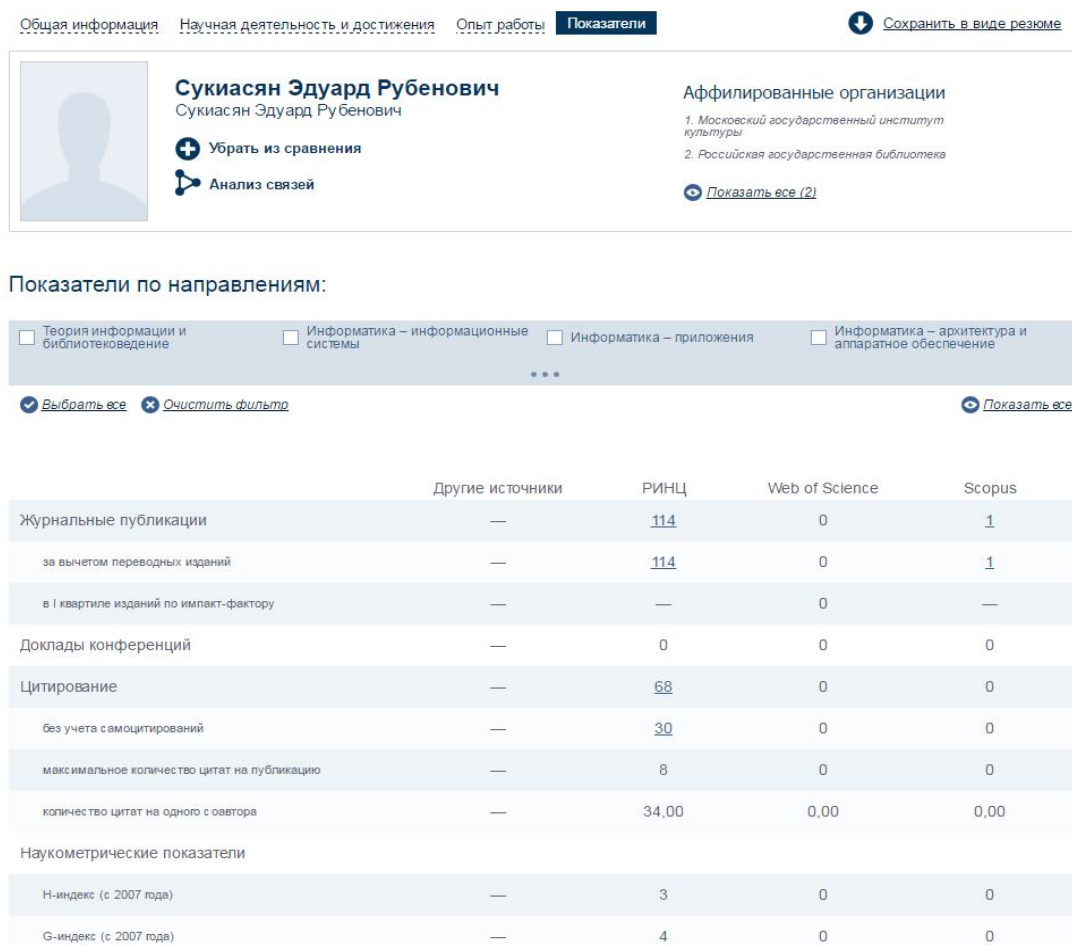 Общая информация Научная деятельность и достижения Опыт работы Показатели Сохранить в виде резюме
Сукиасян Эдуард Рубенович
Сукиасян Эдуард Рубенович
Убрать из сравнения
Анализ связей
Аффилированные организации
1. Московский государственный институт
культуры
2. Российская государственная библиотека
Показать все (2)
Показатели по направлениям:
Теория информации и
библиотековедение
Информатика – информационные
системы
Информатика – приложения
Информатика – архитектура и
аппаратное обеспечение
Выбрать все Очистить фильтр Показать все
Другие источники РИНЦ Web of Science Scopus
Журнальные публикации — 114 0 1
за вычетом переводных изданий — 114 0 1
в I квартиле изданий по импакт-фактору — — 0 —
Доклады конференций — 0 0 0
Цитирование — 68 0 0
без учета самоцитирований — 30 0 0
максимальное количество цитат на публикацию — 8 0 0
количество цитат на одного соавтора — 34,00 0,00 0,00
Наукометрические показатели
H-индекс (с 2007 года) — 3 0 0
G-индекс (с 2007 года) — 4 0 0